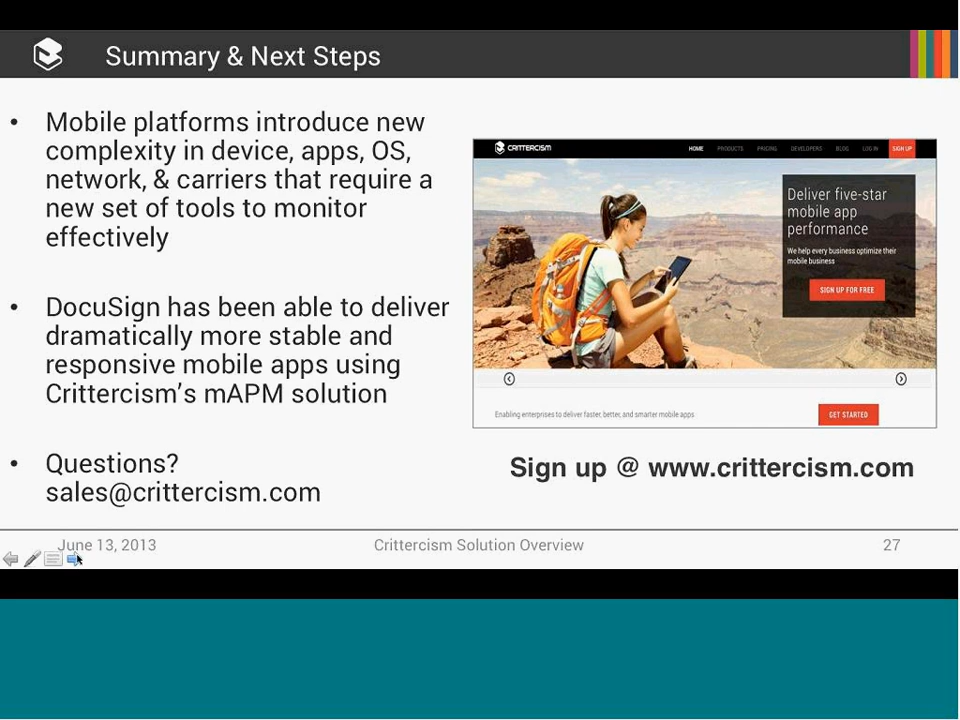 Summary & Next Steps
• Mobile platforms introduce new
complexity in device, apps, OS,
network, & carriers that require a
new set of tools to monitor
effectively
• DocuSign has been able to deliver
dramatically more stable and
responsive mobile apps using
Crittercism’s mAPM solution
• Questions?
sales@crittercism.com
CRITTERCISM
HOME PRODUCTS PRICING DEVELOPERS BLOG LOG IN SIGN UP
Deliver five-star
mobile app
performance
We help every business optimize their
mobile business
SIGN UP FOR FREE
Enabling enterprises to deliver faster, better, and smarter mobile apps
GET STARTED
Sign up @ www.crittercism.com
June 13, 2013
Crittercism Solution Overview
27